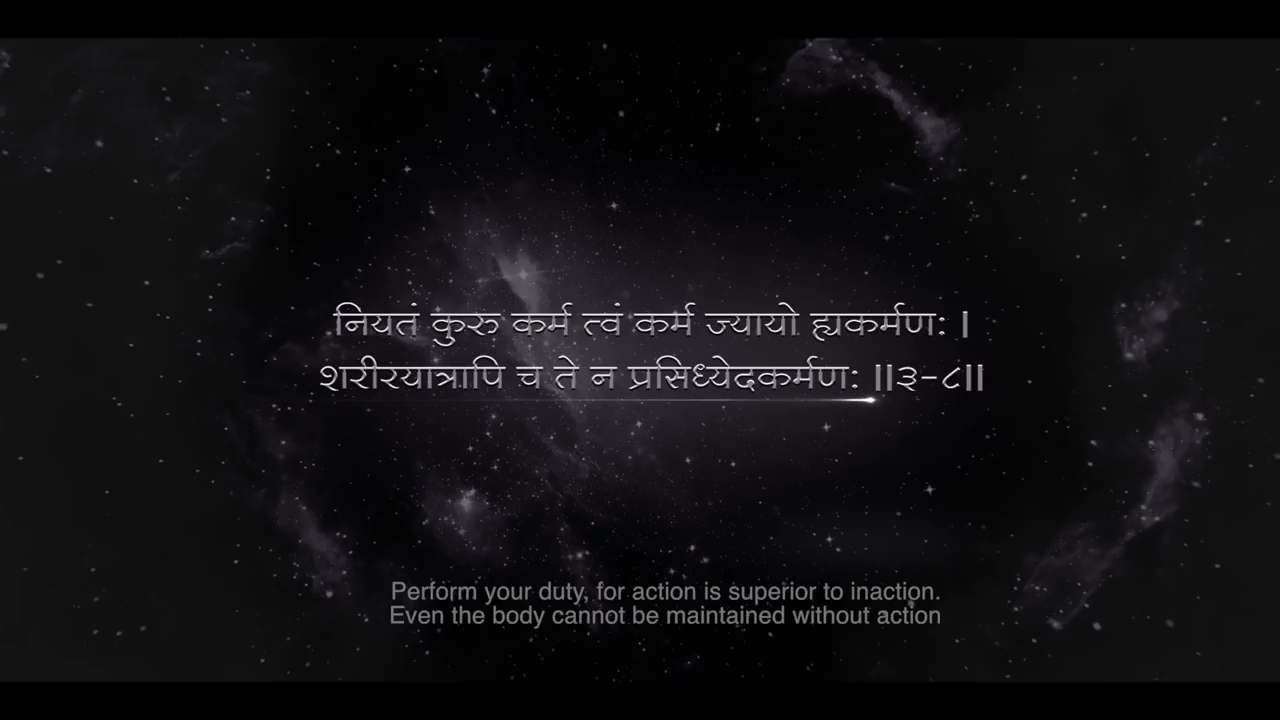 नियतं कुरु कर्म त्वं कर्म ज्यायो ह्यकर्मण: |
शरीरयात्रापि च ते न प्रसिध्येदकर्मण: ||३-८||
Perform your duty, for action is superior to inaction.
Even the body cannot be maintained without action